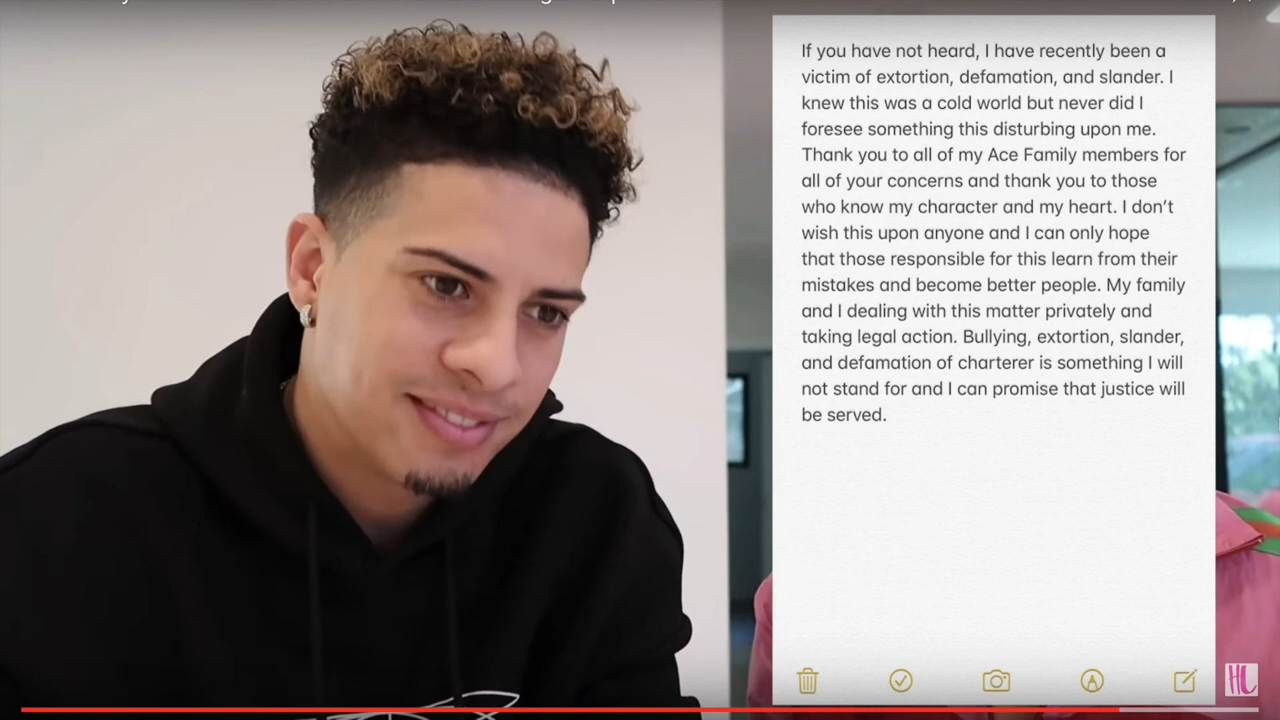 If you have not heard, I have recently been a
victim of extortion, defamation, and slander. I
knew this was a cold world but never did I
foresee something this disturbing upon me.
Thank you to all of my Ace Family members for
all of your concerns and thank you to those
who know my character and my heart. I don’t
wish this upon anyone and I can only hope
that those responsible for this learn from their
mistakes and become better people. My family
and I dealing with this matter privately and
taking legal action. Bullying, extortion, slander,
and defamation of charterer is something I will
not stand for and I can promise that justice will
be served.
HL